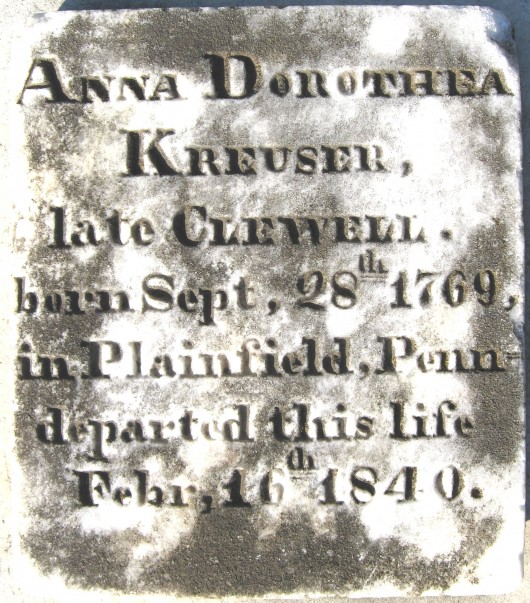 ANNA DOROTHEA
KREUSER,
late CLEWELL.
born Sept, 28th 1769,
in Plainfield, Penn-
departed this life
Febr, 16th 1840.